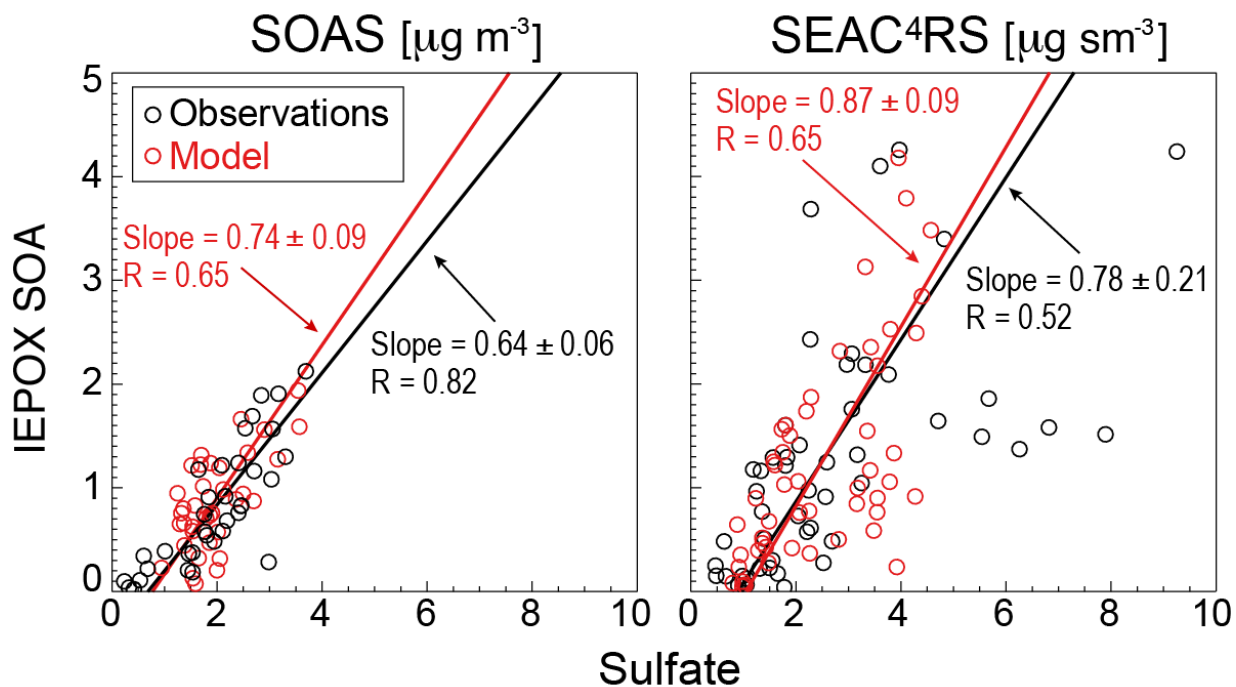 SOAS [µg m⁻³]
SEAC⁴RS [µg sm⁻³]
IEPOX SOA
5
4
3
2
1
0
Observations
Model
Slope = 0.74 ± 0.09
R = 0.65
Slope = 0.64 ± 0.06
R = 0.82
Slope = 0.87 ± 0.09
R = 0.65
Slope = 0.78 ± 0.21
R = 0.52
0 2 4 6 8 10
0 2 4 6 8 10
Sulfate